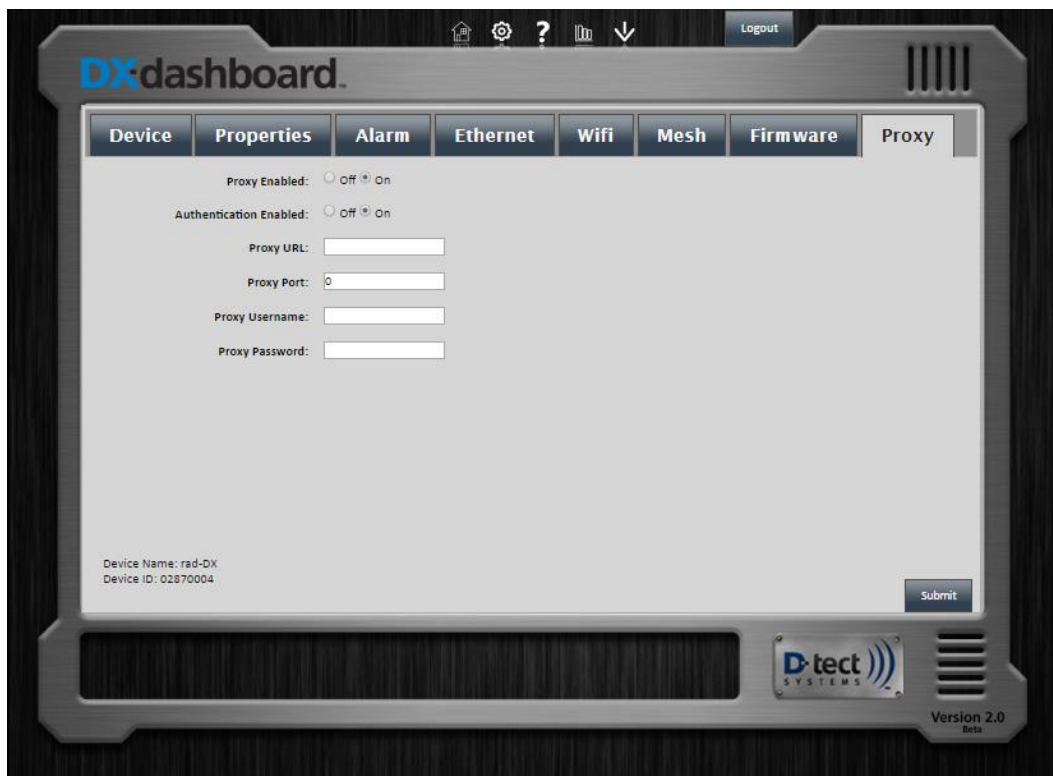 Logout
DXdashboard™
Device Properties Alarm Ethernet Wifi Mesh Firmware Proxy
Proxy Enabled: Off On
Authentication Enabled: Off On
Proxy URL:
Proxy Port: 0
Proxy Username:
Proxy Password:
Device Name: rad-DX
Device ID: 02870004
Submit
D·tect
SYSTEMS
Version 2.0
Beta